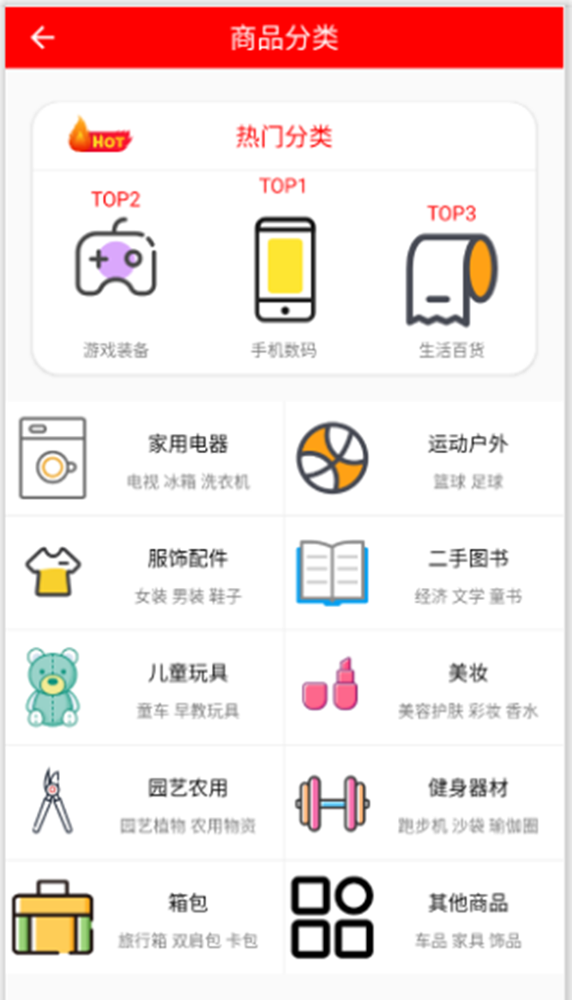 商品分类
HOT
热门分类
TOP1
TOP2
TOP3
游戏装备 手机数码 生活百货
家用电器
电视 冰箱 洗衣机
运动户外
篮球 足球
服饰配件
女装 男装 鞋子
二手图书
经济 文学 童书
儿童玩具
童车 早教玩具
美妆
美容护肤 彩妆 香水
园艺农用
园艺植物 农用物资
健身器材
跑步机 沙袋 瑜伽圈
箱包
旅行箱 双肩包 卡包
其他商品
车品 家具 饰品